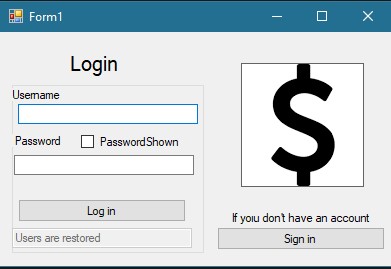 Form1
Login
Username
Password
PasswordShown
Log in
Users are restored
$
If you don't have an account
Sign in